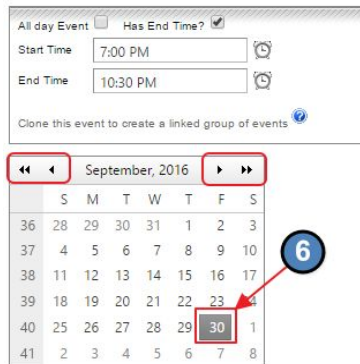 All day Event Has End Time?
Start Time 7:00 PM
End Time 10:30 PM
Clone this event to create a linked group of events ?
September, 2016
S M T W T F S
36 28 29 30 31 1 2 3
37 4 5 6 7 8 9 10
38 11 12 13 14 15 16 17
6
39 18 19 20 21 22 23 24
40 25 26 27 28 29 30 1
41 2 3 4 5 6 7 8